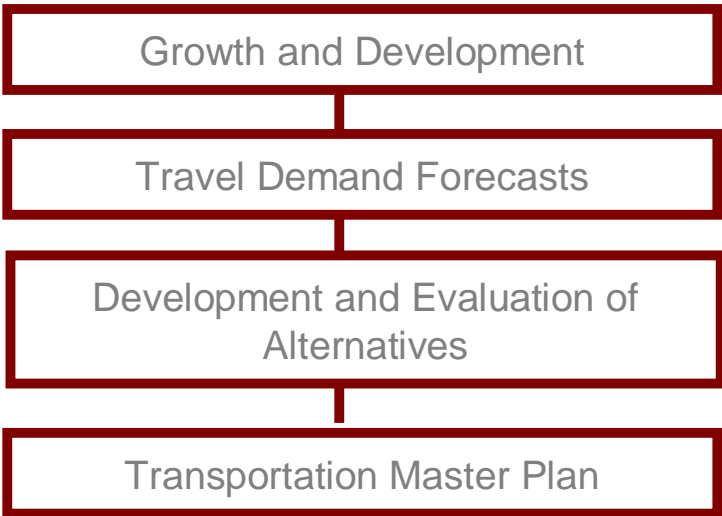 Growth and Development
Travel Demand Forecasts
Development and Evaluation of
Alternatives
Transportation Master Plan